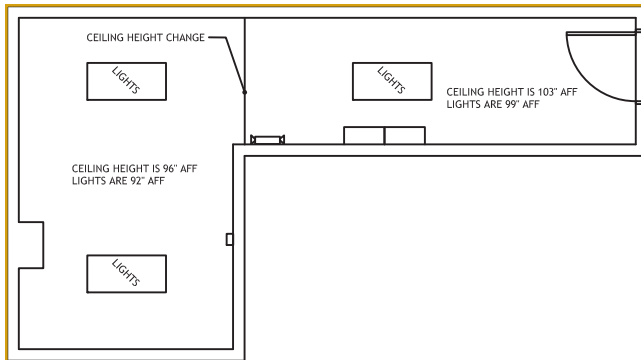 CEILING HEIGHT CHANGE
LIGHTS
LIGHTS
CEILING HEIGHT IS 103" AFF
LIGHTS ARE 99" AFF
CEILING HEIGHT IS 96" AFF
LIGHTS ARE 92" AFF
LIGHTS